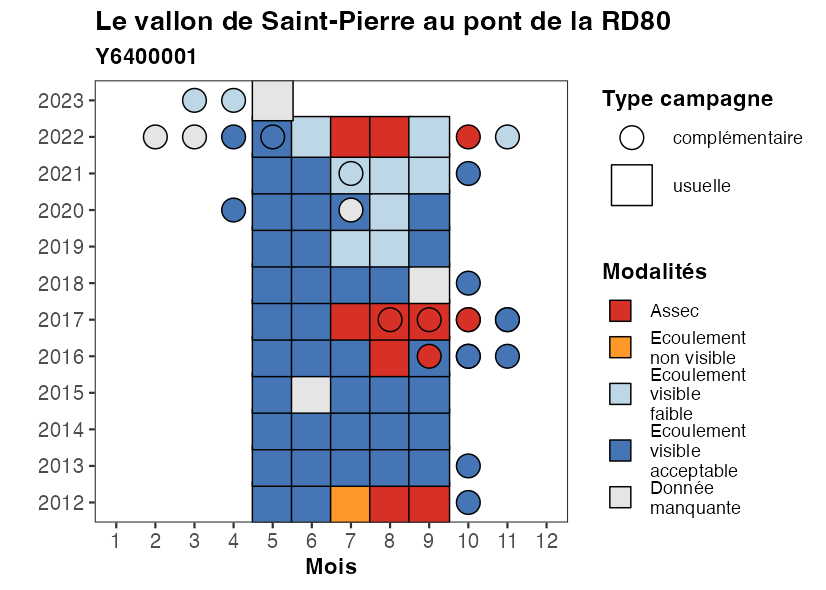 Le vallon de Saint-Pierre au pont de la RD80
Y6400001
2023
2022
2021
2020
2019
2018
2017
2016
2015
2014
2013
2012
1 2 3 4 5 6 7 8 9 10 11 12
Mois
Type campagne
complémentaire
usuelle
Modalités
Assec
Ecoulement
non visible
Ecoulement
visible
faible
Ecoulement
visible
acceptable
Donnée
manquante